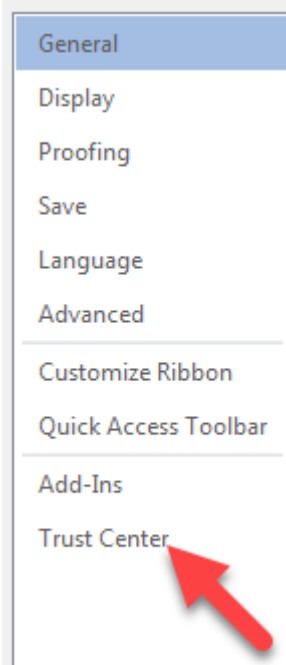 General
Display
Proofing
Save
Language
Advanced
Customize Ribbon
Quick Access Toolbar
Add-Ins
Trust Center